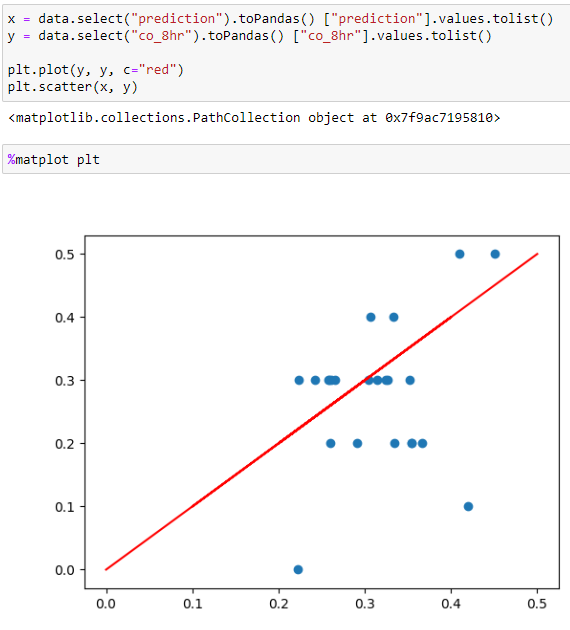 x = data.select("prediction").toPandas() ["prediction"].values.tolist()
y = data.select("co_8hr").toPandas() ["co_8hr"].values.tolist()
plt.plot(y, y, c="red")
plt.scatter(x, y)
<matplotlib.collections.PathCollection object at 0x7f9ac7195810>
%matplot plt
0.5
0.4
0.3
0.2
0.1
0.0
0.0 0.1 0.2 0.3 0.4 0.5